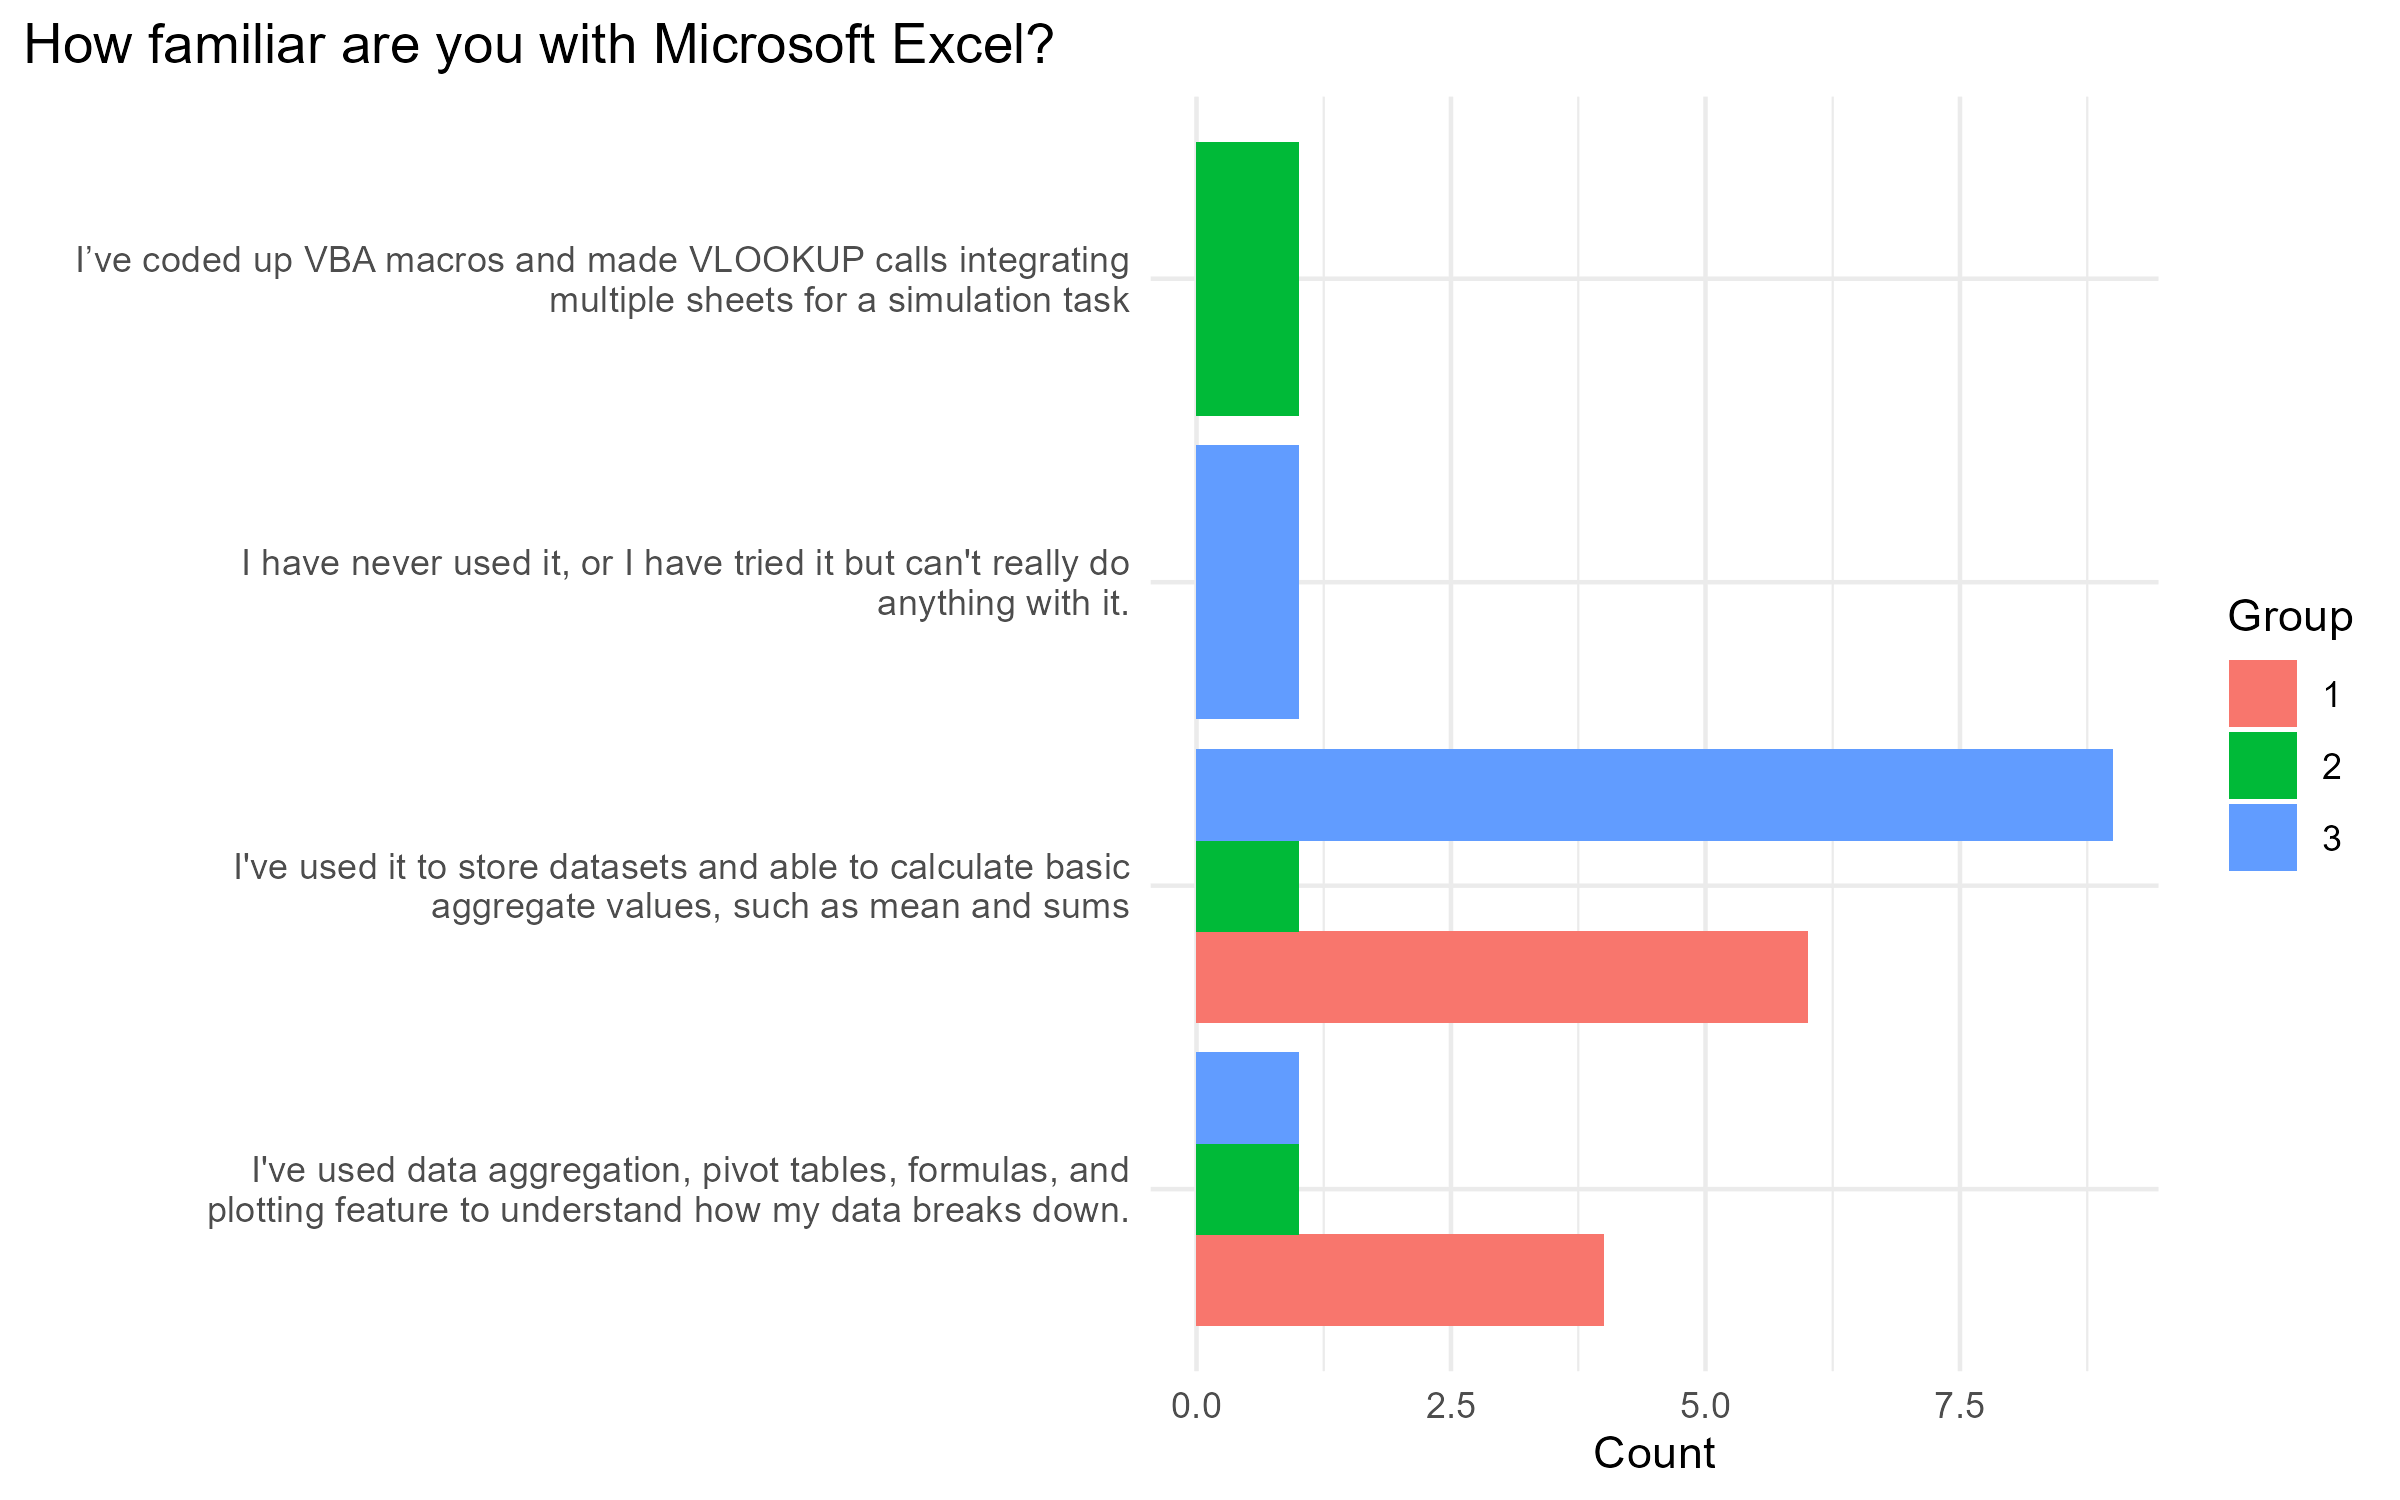 How familiar are you with Microsoft Excel?
I’ve coded up VBA macros and made VLOOKUP calls integrating
multiple sheets for a simulation task
I have never used it, or I have tried it but can't really do
anything with it.
I've used it to store datasets and able to calculate basic
aggregate values, such as mean and sums
I've used data aggregation, pivot tables, formulas, and
plotting feature to understand how my data breaks down.
0.0 2.5 5.0 7.5
Count
Group
1
2
3